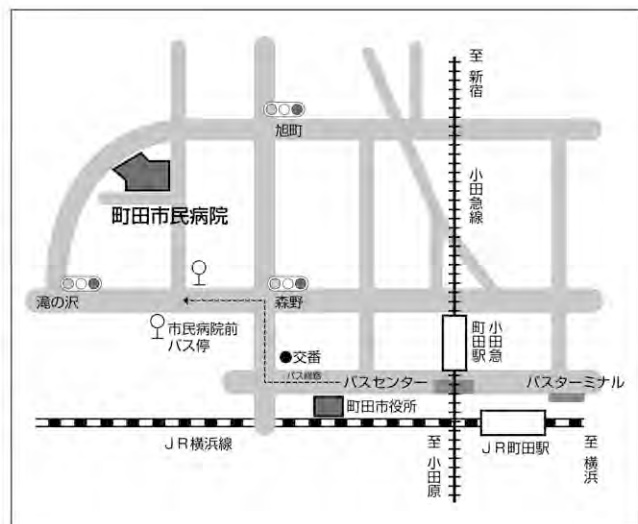 至 新宿
旭町
小田急線
町田市民病院
滝の沢
森野
小田急
町田駅
市民病院前
バス停
交番
バス経路
バスセンター
バスターミナル
町田市役所
JR横浜線
至 小田原
JR町田駅
至 横浜